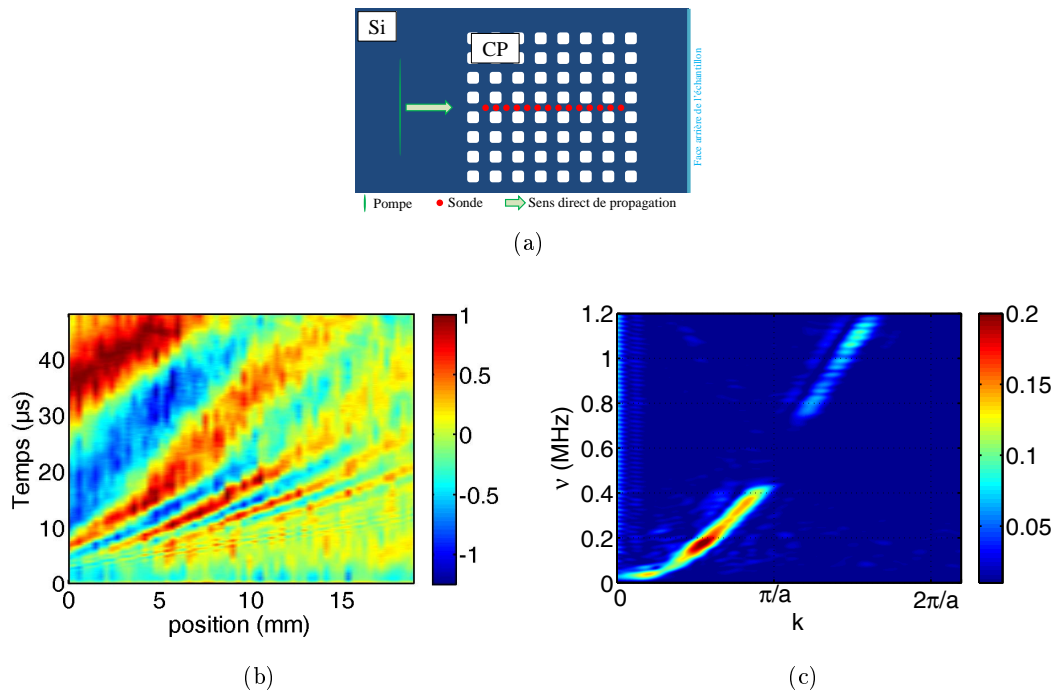 Si
CP
Face arrière de l'échantillon
Pompe
Sonde
Sens direct de propagation
(a)
40
30
20
10
0
Temps (µs)
0
5
10
15
position (mm)
1
0.5
0
-0.5
-1
(b)
1.2
1
0.8
0.6
0.4
0.2
0
ν (MHz)
0
π/a
2π/a
k
0.2
0.15
0.1
0.05
(c)